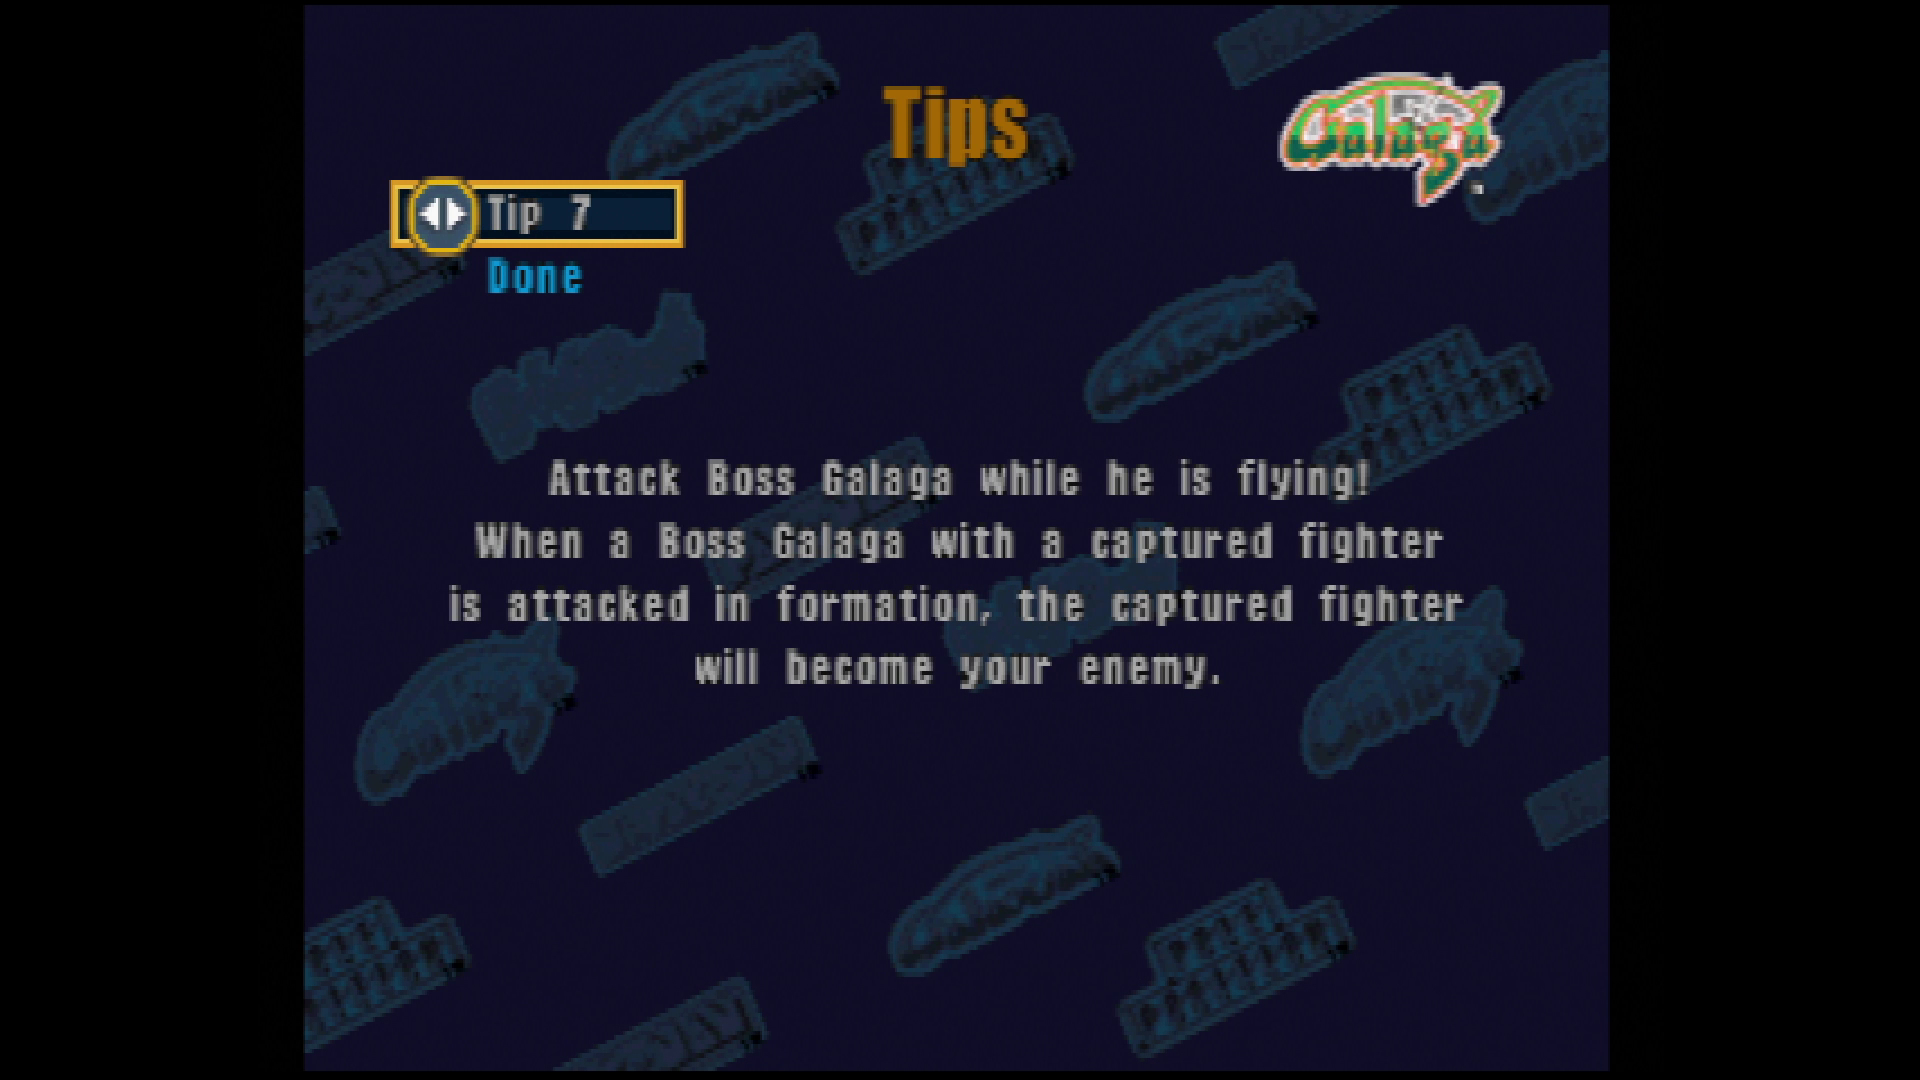 Tips
Galaga
Tip 7
Done
Attack Boss Galaga while he is flying!
When a Boss Galaga with a captured fighter
is attacked in formation, the captured fighter
will become your enemy.